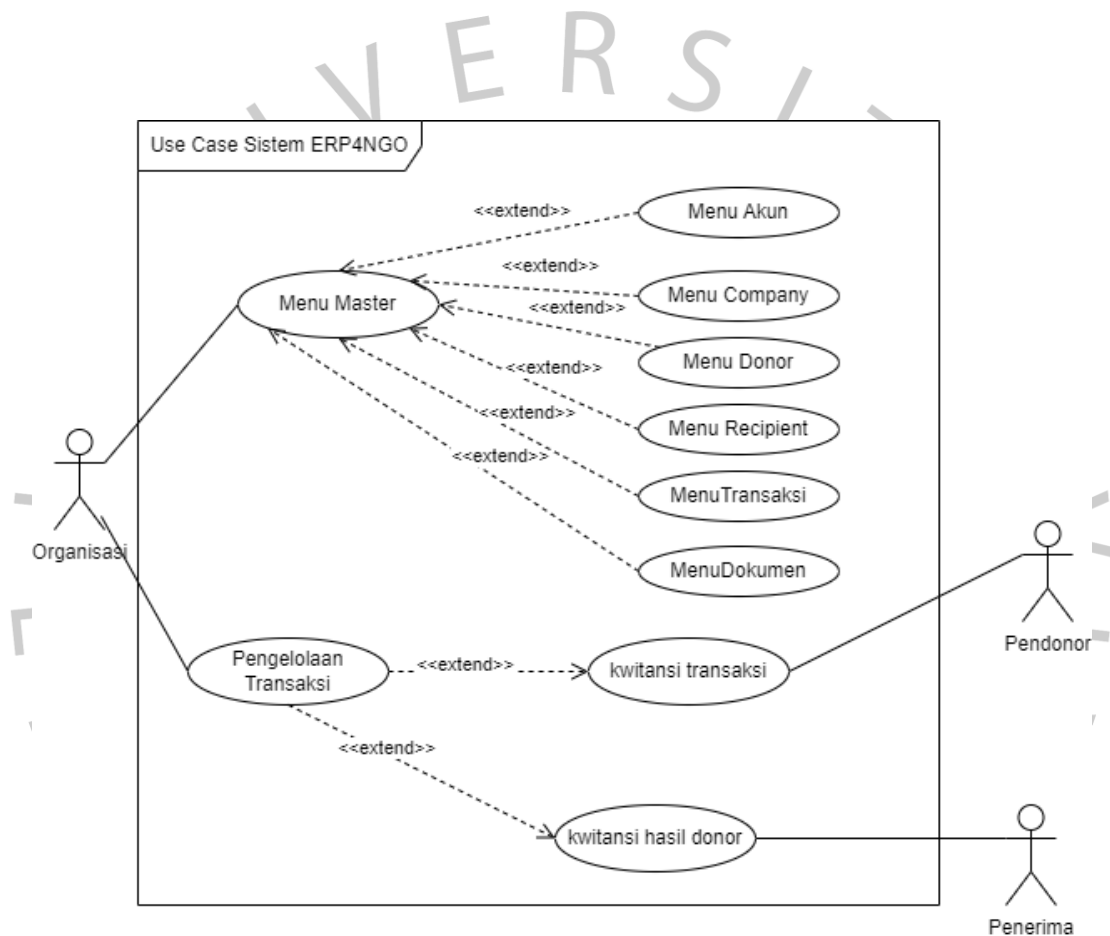 V E R S I
Use Case Sistem ERP4NGO
<<extend>>
Menu Akun
<<extend>>
Menu Company
Menu Master
<<extend>>
Menu Donor
<<extend>>
Menu Recipient
<<extend>>
MenuTransaksi
<<extend>>
MenuDokumen
Organisasi
Pendonor
Pengelolaan
Transaksi
<<extend>>
kwitansi transaksi
<<extend>>
kwitansi hasil donor
Penerima